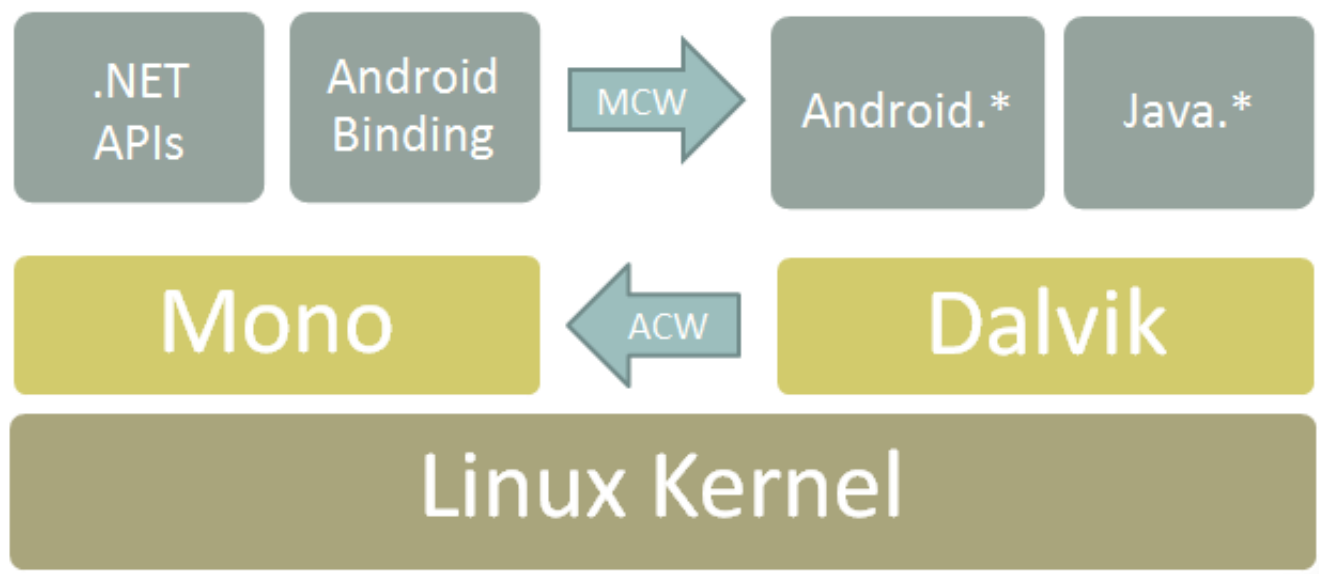 .NET
APIs
Android
Binding
MCW
Android.*
Java.*
Mono
ACW
Dalvik
Linux Kernel